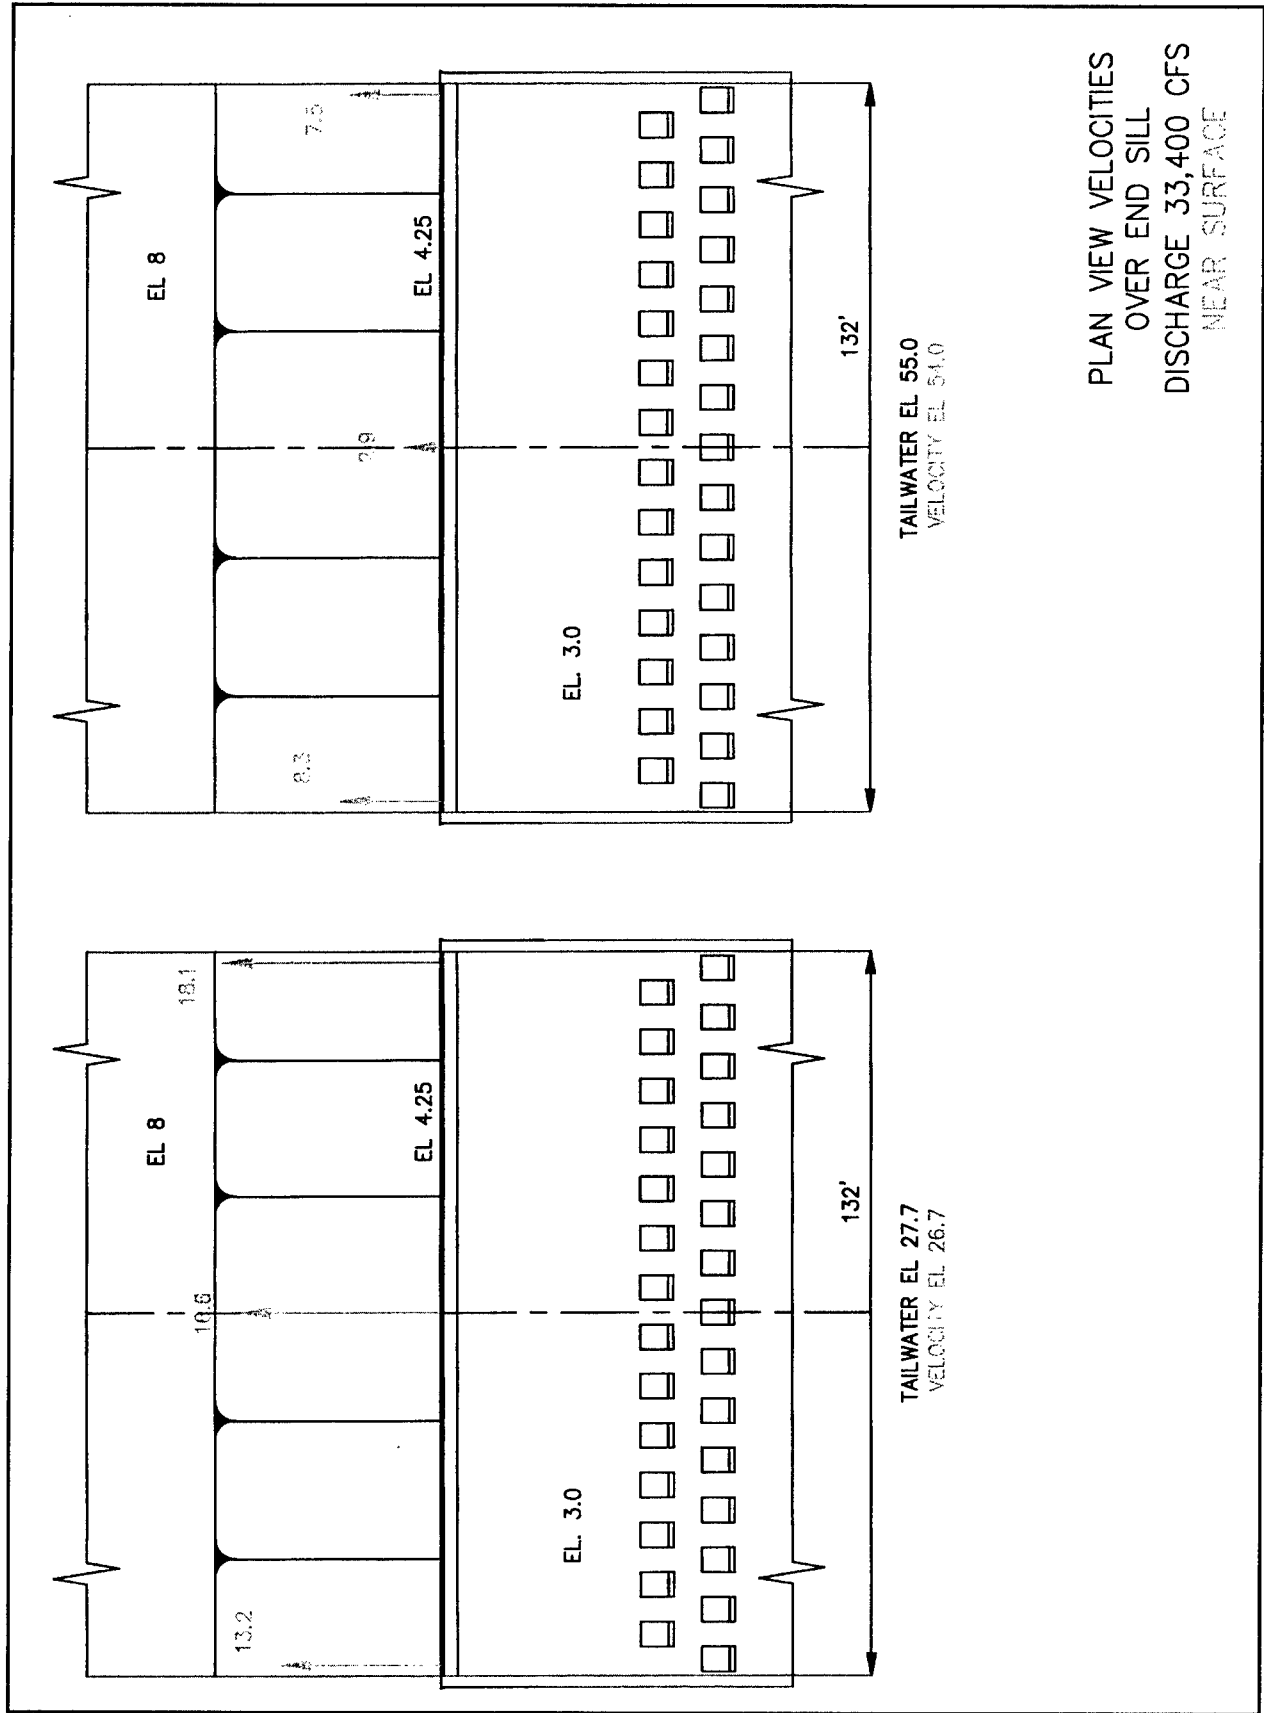 EL 8
13.2
16.6
18.1
EL 4.25
EL. 3.0
132'
TAILWATER EL 27.7
VELOCITY EL 26.7
EL 8
8.3
2.9
7.5
EL 4.25
EL. 3.0
132'
TAILWATER EL 55.0
VELOCITY EL 54.0
PLAN VIEW VELOCITIES
OVER END SILL
DISCHARGE 33,400 CFS
NEAR SURFACE